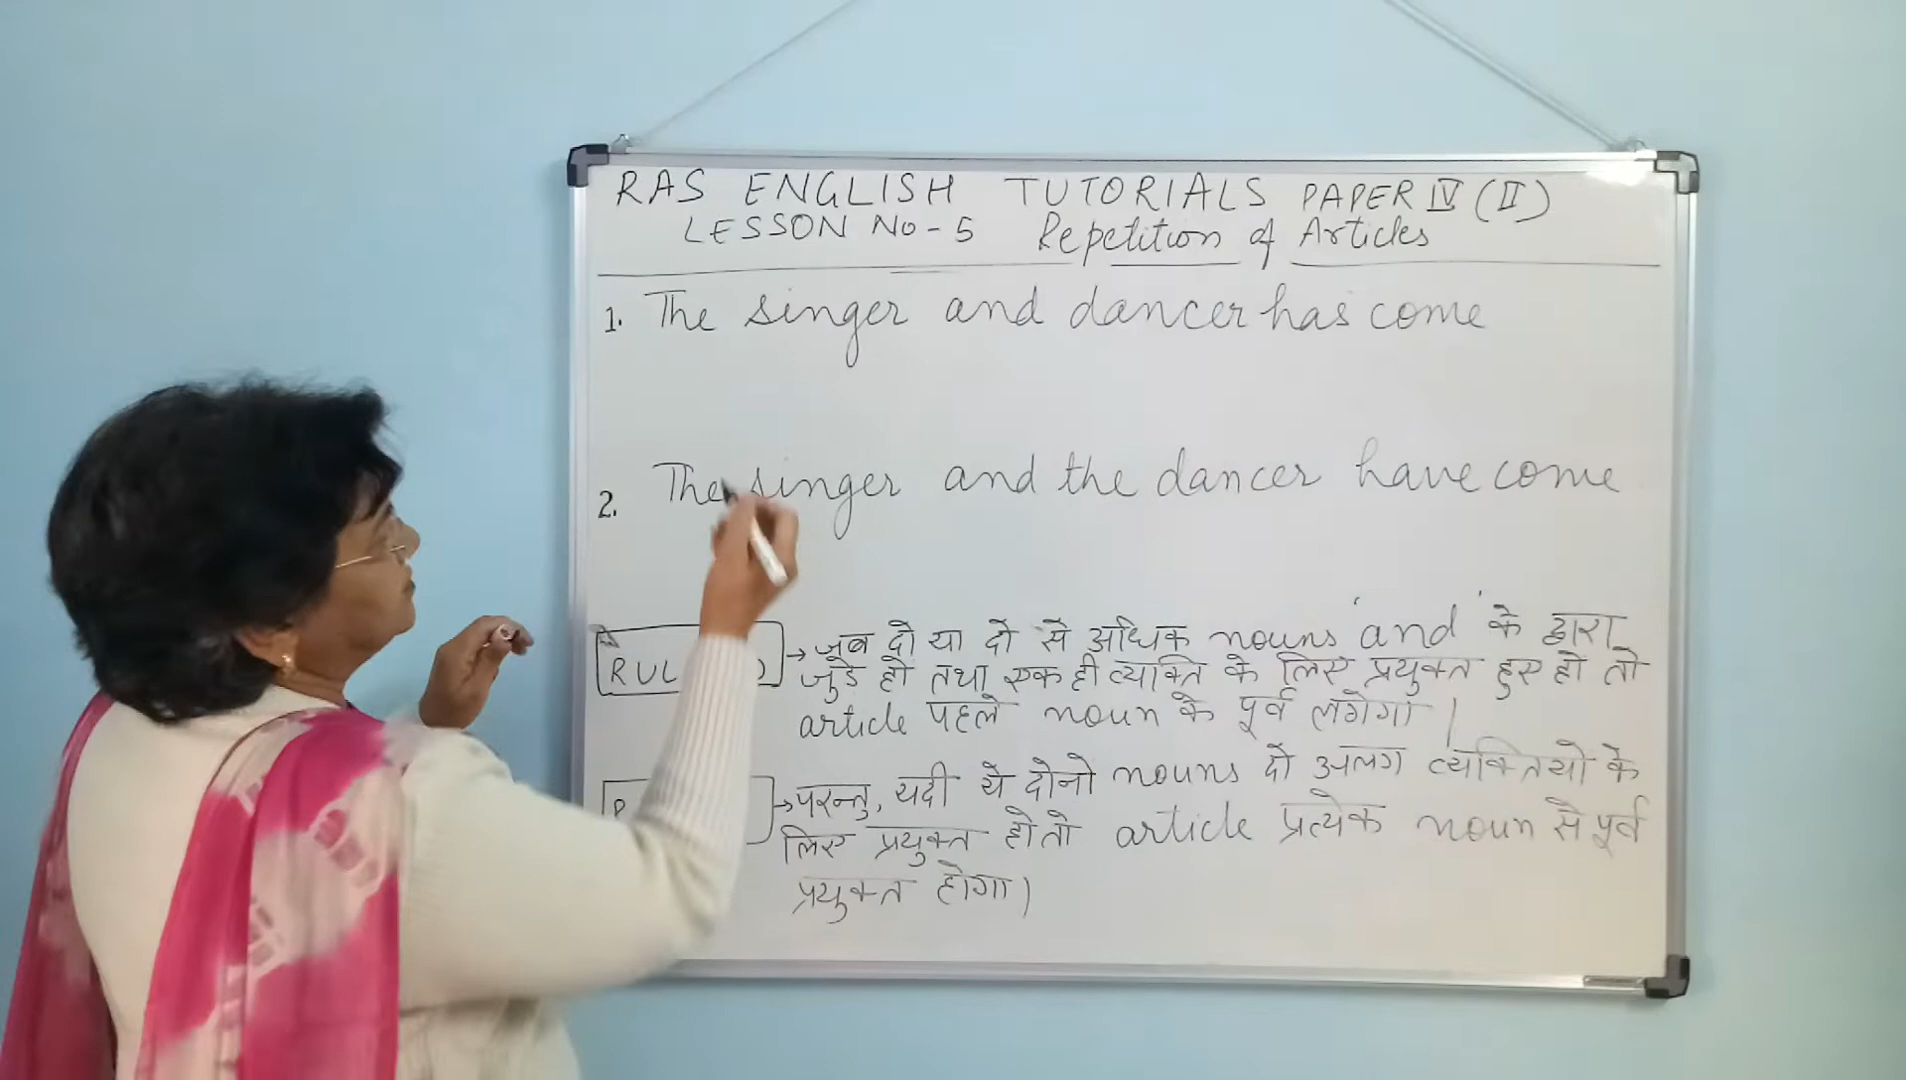 RAS ENGLISH TUTORIALS PAPER IV (II)
LESSON No - 5 Repetition of Articles
1. The singer and dancer has come
2. The singer and the dancer have come
→ जब दो या दो से अधिक nouns 'and' के द्वारा
जुडे हो तथा एक ही व्यक्ति के लिए प्रयुक्त हुए हो तो
article पहले noun के पूर्व लगेगा।
→ परन्तु, यदी ये दोनो nouns दो अलग व्यक्तियो के
लिए प्रयुक्त हो तो article प्रत्येक noun से पूर्व
प्रयुक्त होगा।